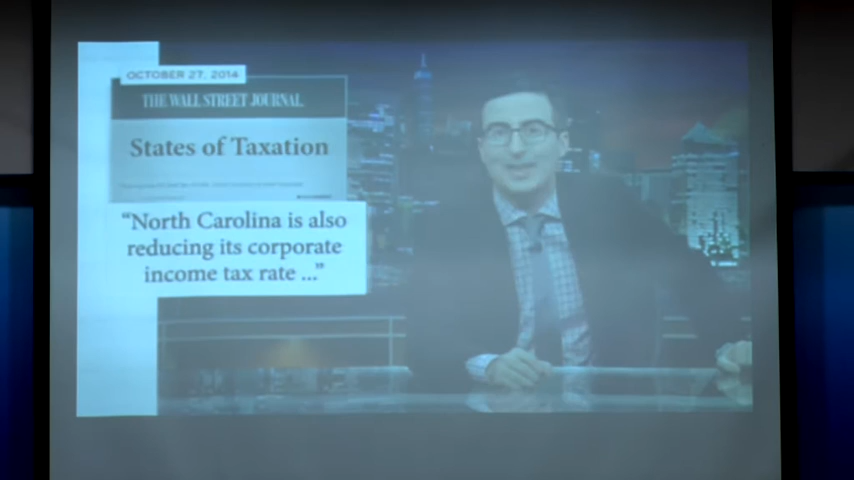 OCTOBER 27, 2014
THE WALL STREET JOURNAL.
States of Taxation
“North Carolina is also
reducing its corporate
income tax rate ...”